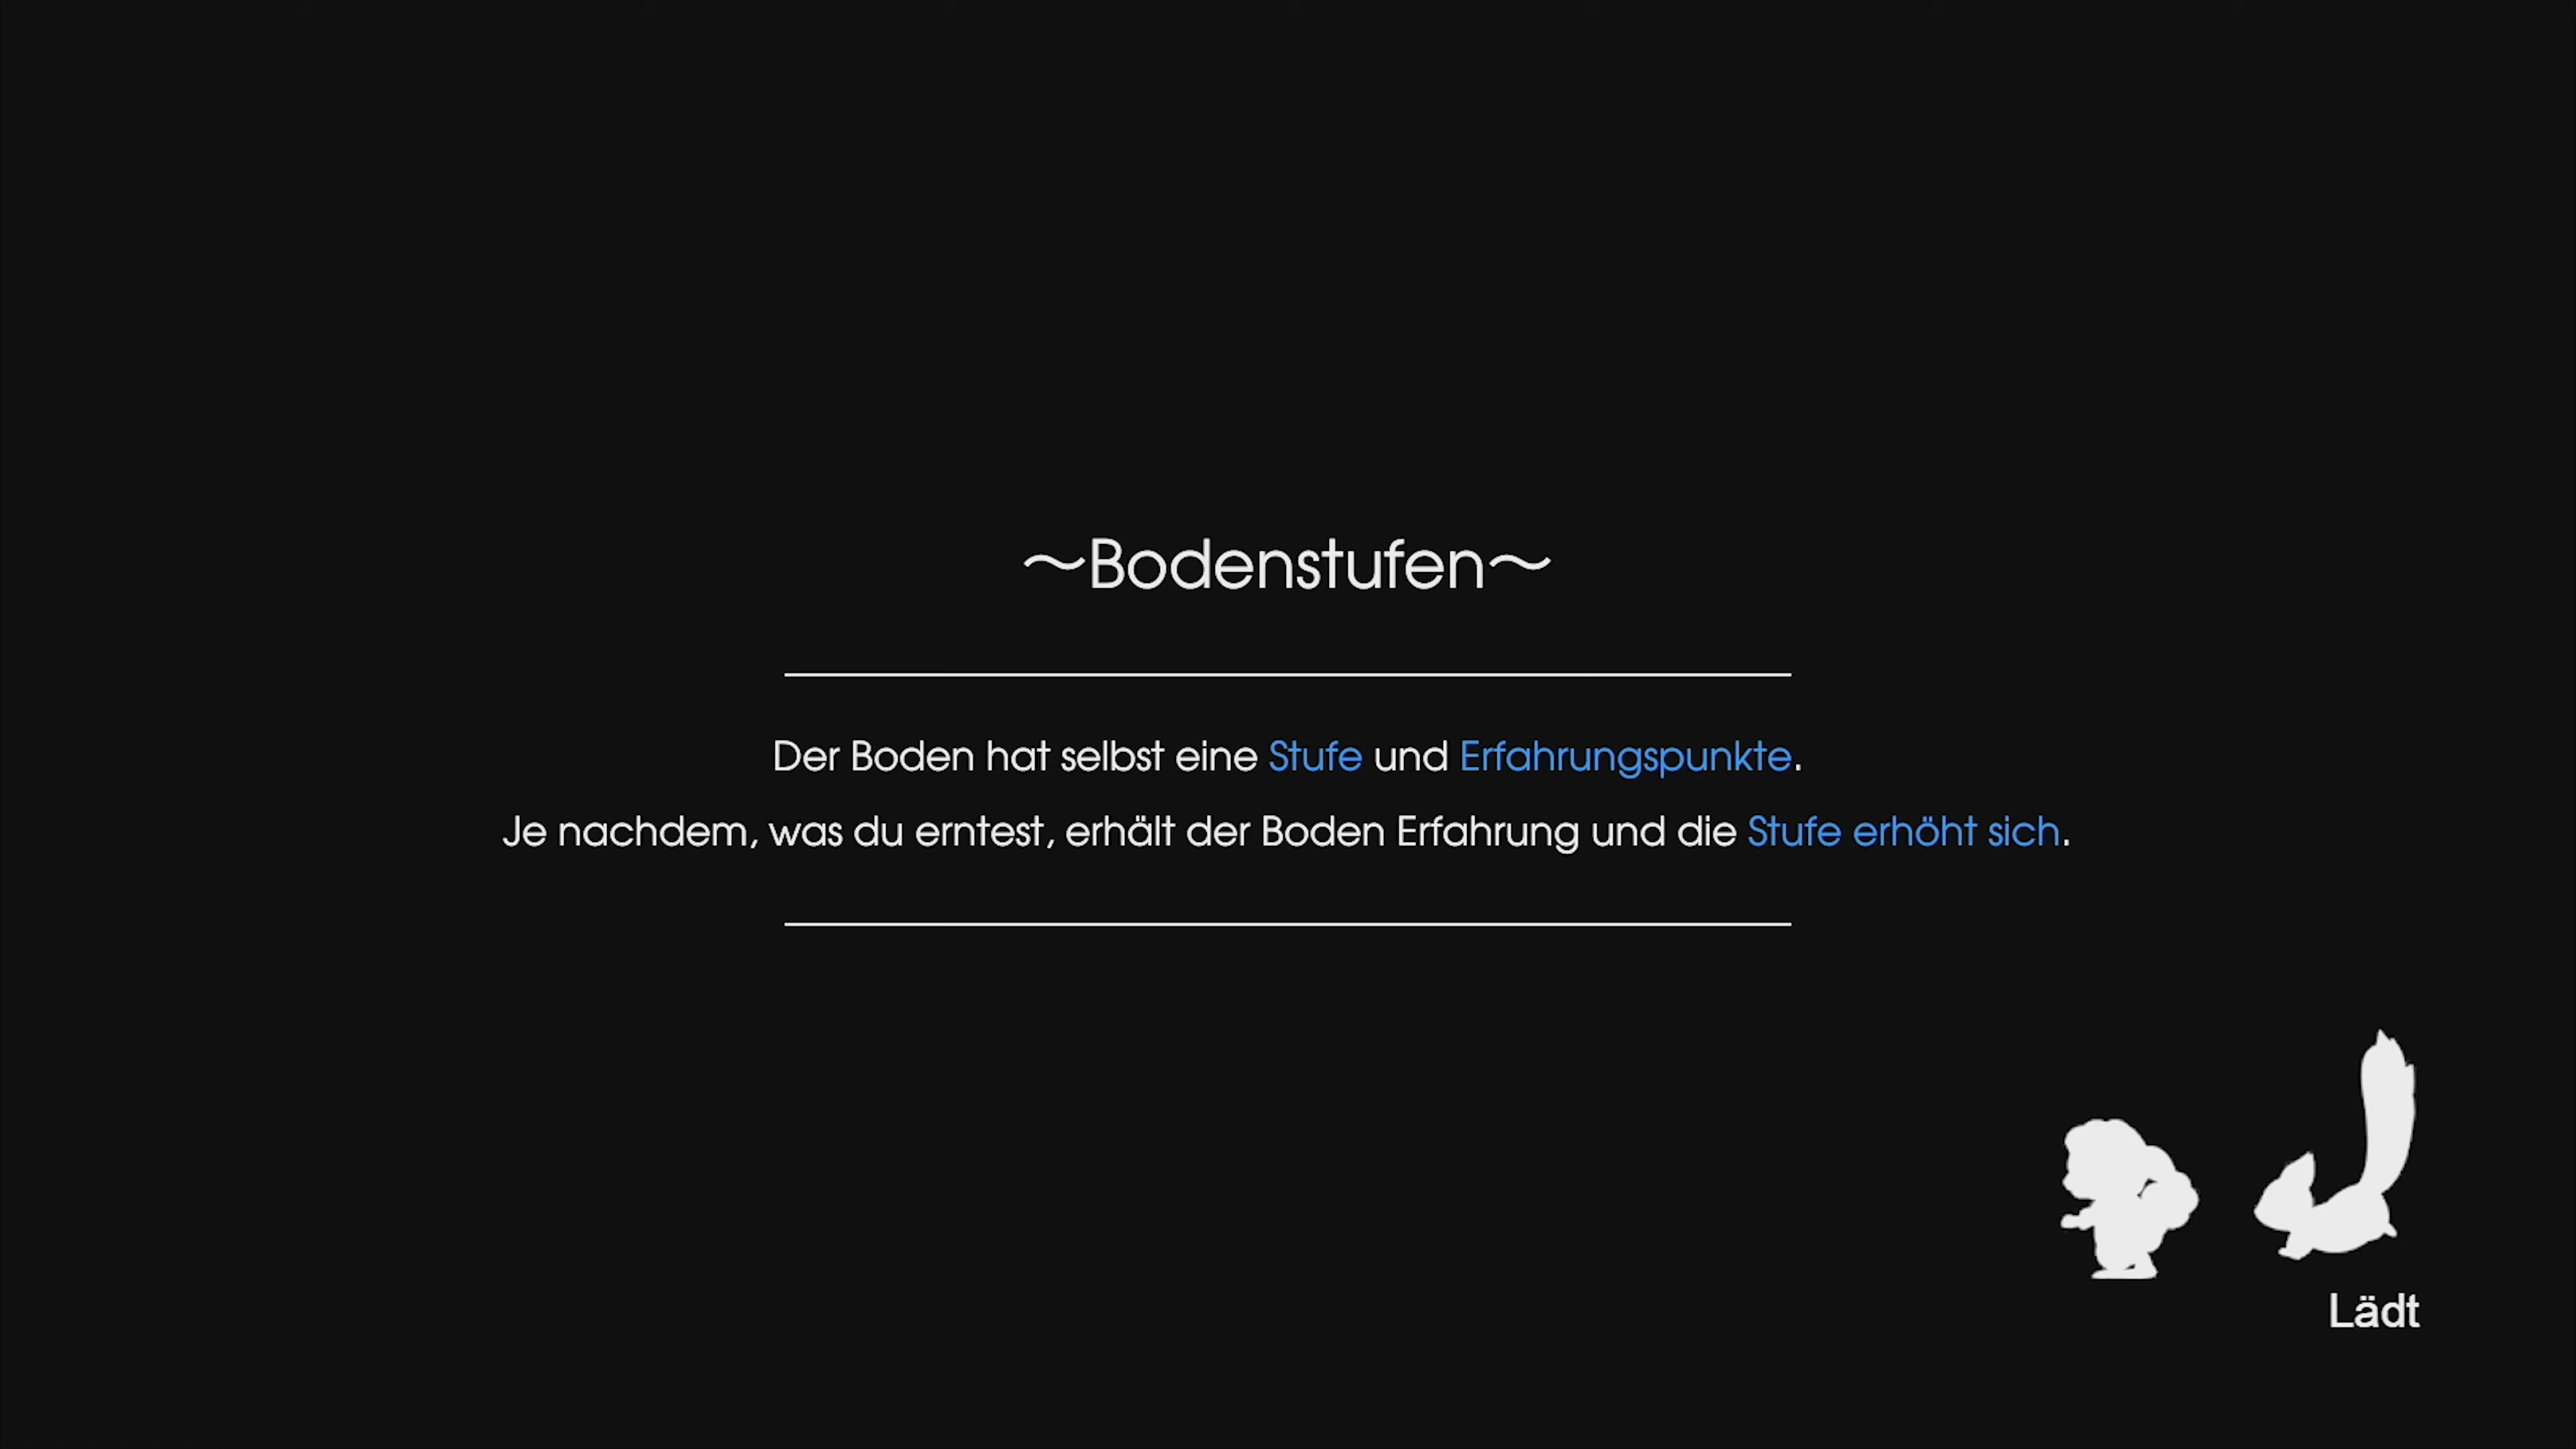 ～Bodenstufen～
Der Boden hat selbst eine Stufe und Erfahrungspunkte.
Je nachdem, was du erntest, erhält der Boden Erfahrung und die Stufe erhöht sich.
Lädt